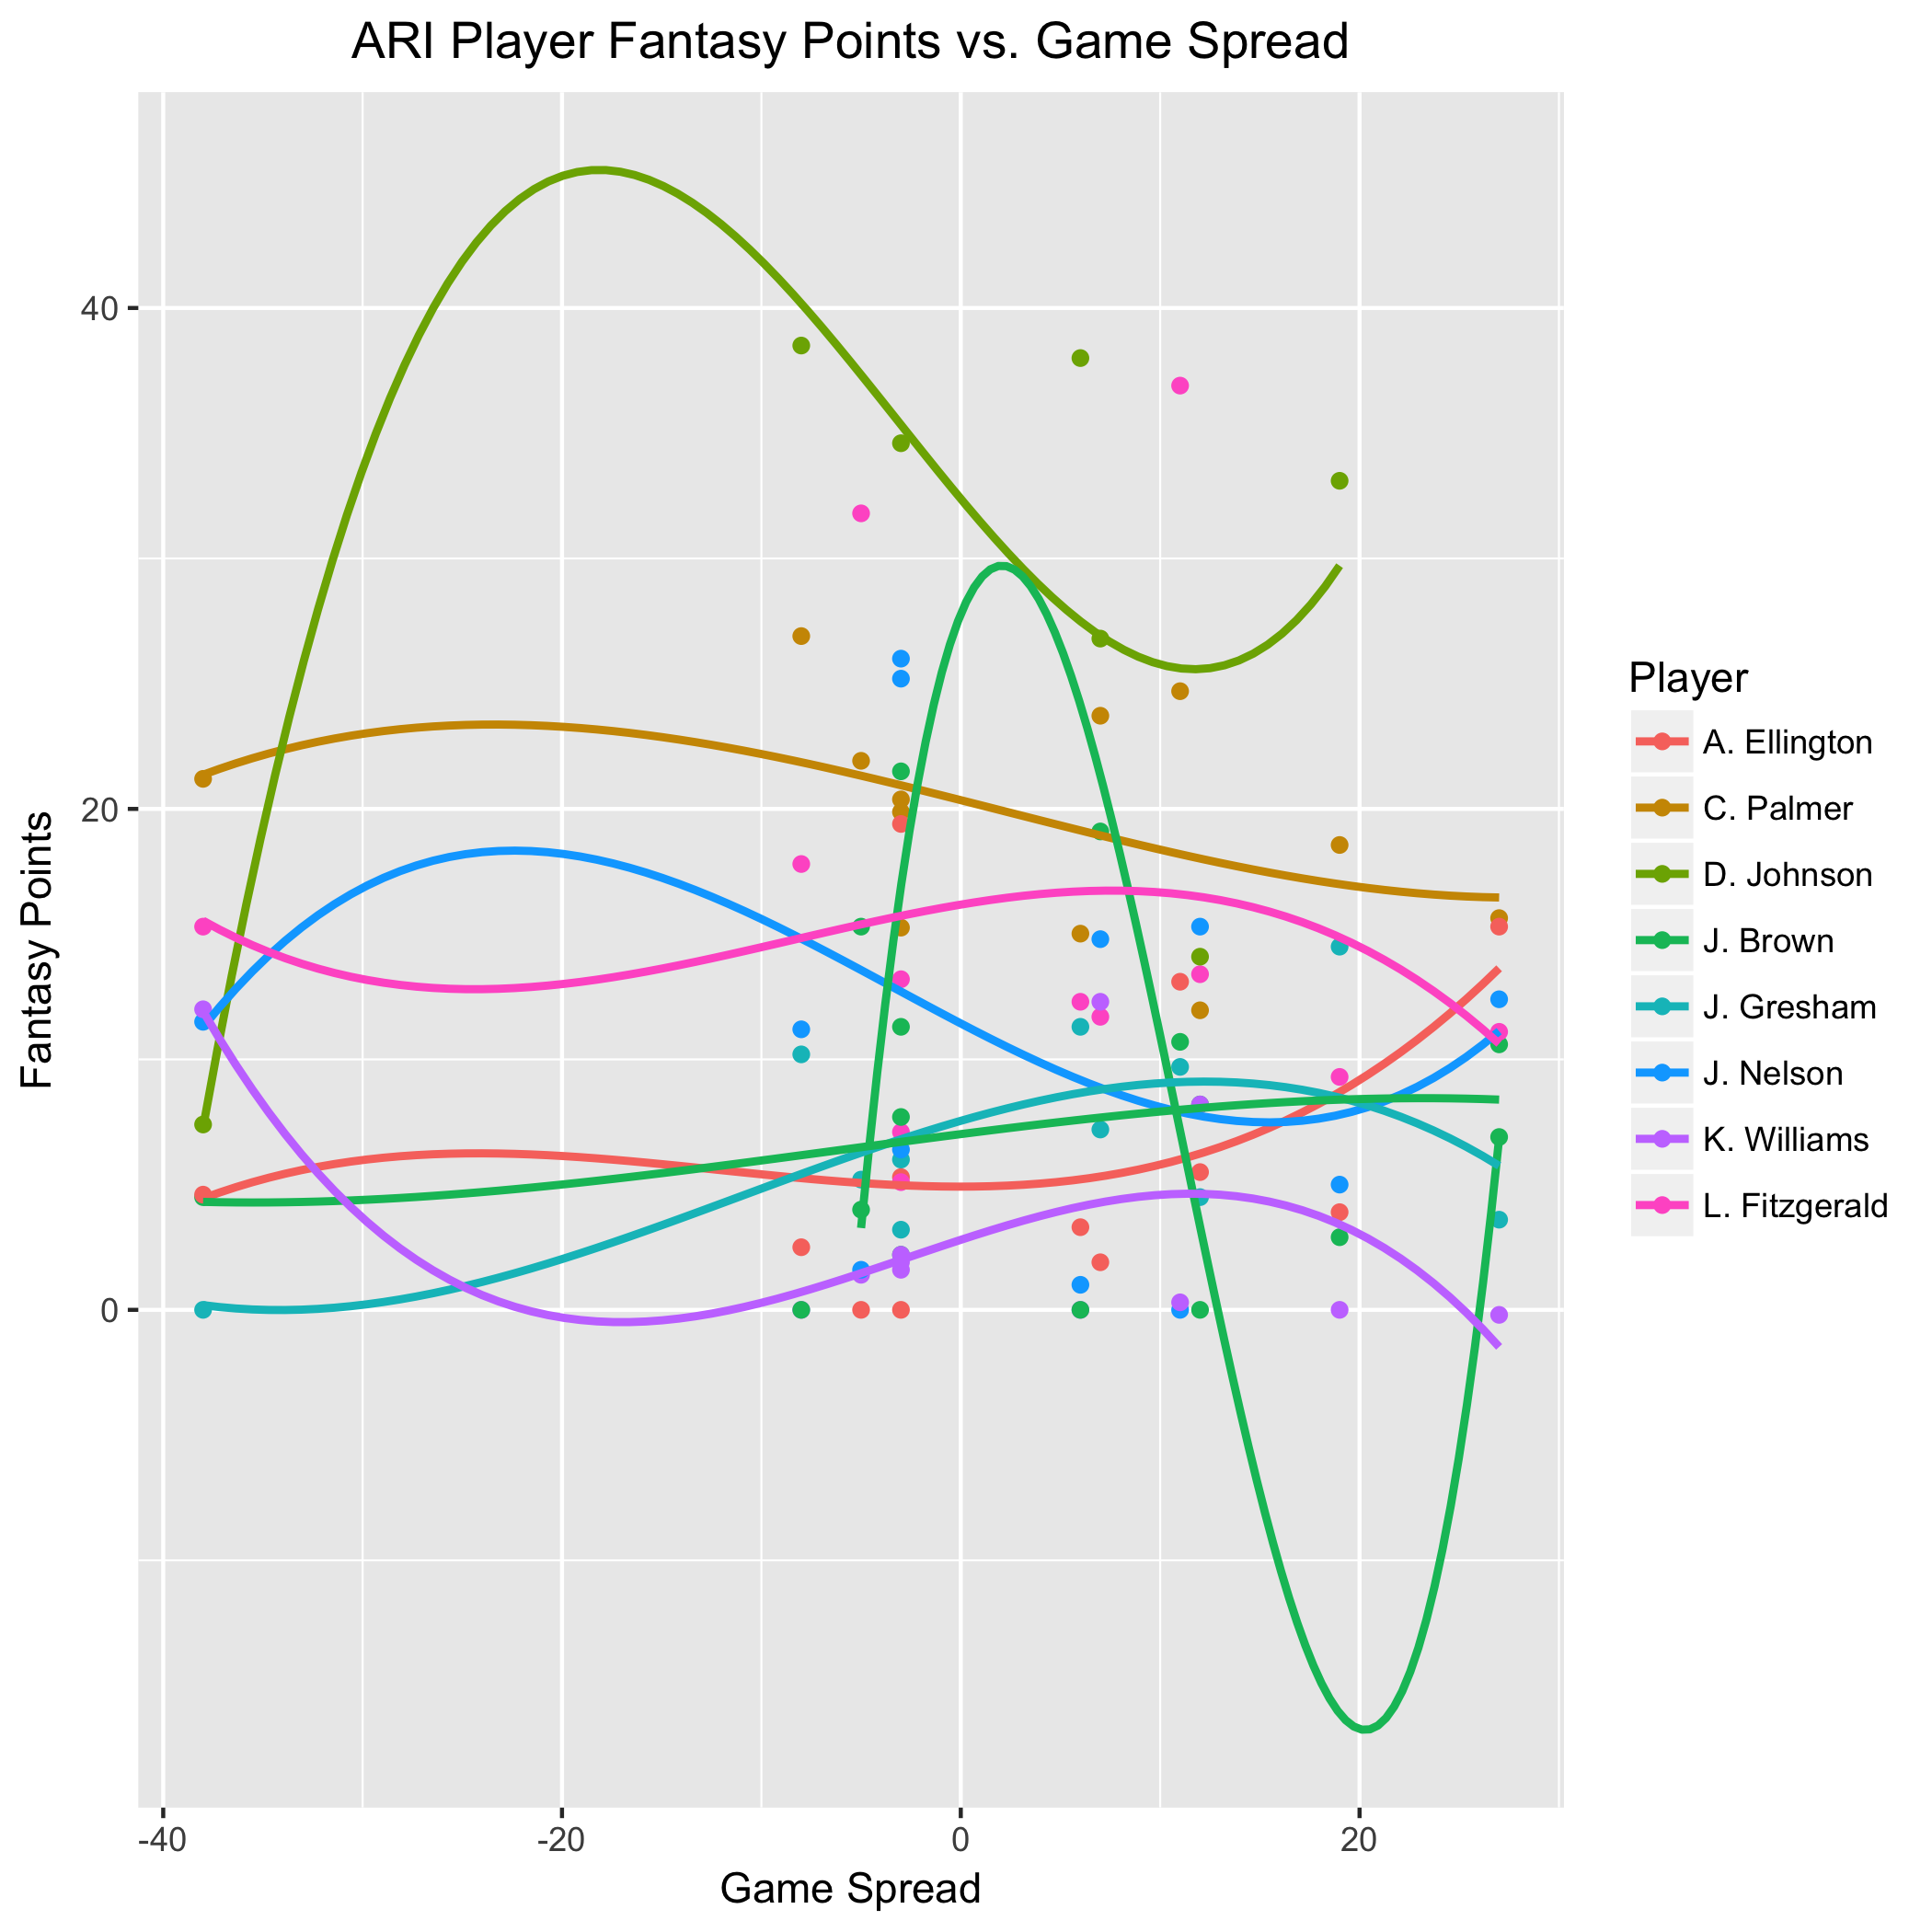 ARI Player Fantasy Points vs. Game Spread
40
20
0
Fantasy Points
-40
-20
0
20
Game Spread
Player
A. Ellington
C. Palmer
D. Johnson
J. Brown
J. Gresham
J. Nelson
K. Williams
L. Fitzgerald